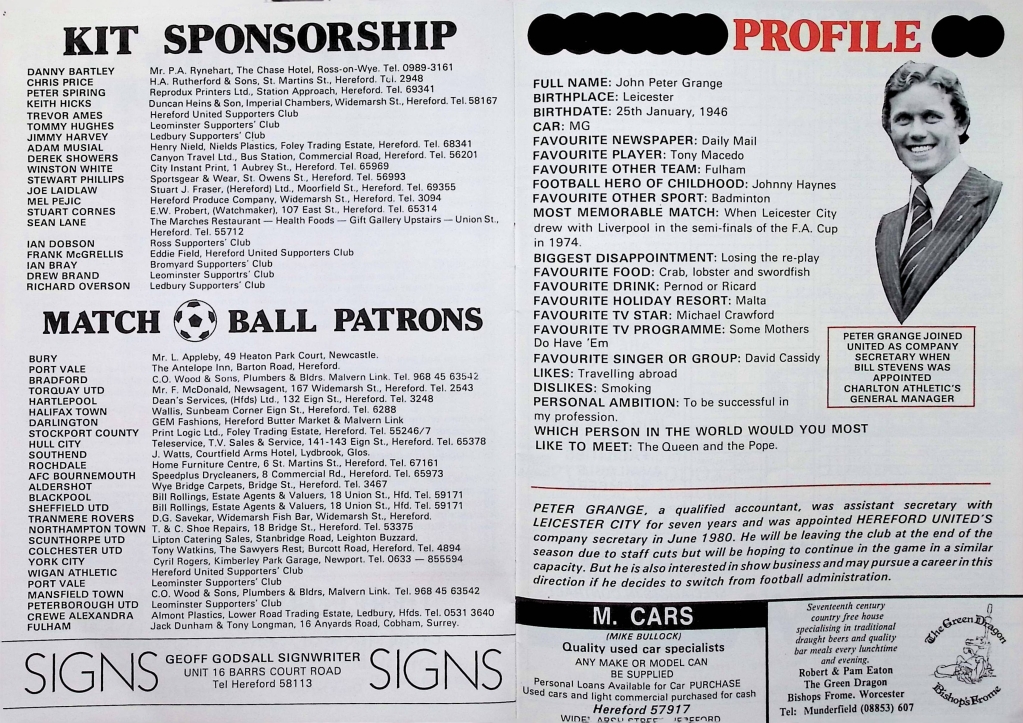 KIT SPONSORSHIP
DANNY BARTLEY Mr. P.A. Rynehart, The Chase Hotel, Ross-on-Wye. Tel. 0989-3161
CHRIS PRICE H.A. Rutherford & Sons, St. Martins St., Hereford. Tel. 2948
PETER SPIRING Reprodux Printers Ltd., Station Approach, Hereford. Tel. 69341
KEITH HICKS Duncan Heins & Son, Imperial Chambers, Widemarsh St., Hereford. Tel. 58167
TREVOR AMES Hereford United Supporters Club
TOMMY HUGHES Leominster Supporters' Club
JIMMY HARVEY Ledbury Supporters' Club
ADAM MUSIAL Henry Nield, Nields Plastics, Foley Trading Estate, Hereford. Tel. 68341
DEREK SHOWERS Canyon Travel Ltd., Bus Station, Commercial Road, Hereford. Tel. 56201
WINSTON WHITE City Instant Print, 1 Aubrey St., Hereford. Tel. 65969
STEWART PHILLIPS Sportsgear & Wear, St. Owens St., Hereford. Tel. 56993
JOE LAIDLAW Stuart J. Fraser, (Hereford) Ltd., Moorfield St., Hereford. Tel. 69355
MEL PEJIC Hereford Produce Company, Widemarsh St., Hereford. Tel. 3094
STUART CORNES E.W. Probert, (Watchmaker), 107 East St., Hereford. Tel. 65314
SEAN LANE The Marches Restaurant — Health Foods — Gift Gallery Upstairs — Union St.,
Hereford. Tel. 55712
IAN DOBSON Ross Supporters' Club
FRANK McGRELLIS Eddie Field, Hereford United Supporters Club
IAN BRAY Bromyard Supporters' Club
DREW BRAND Leominster Supportrs' Club
RICHARD OVERSON Ledbury Supporters' Club
MATCH BALL PATRONS
BURY Mr. L. Appleby, 49 Heaton Park Court, Newcastle.
PORT VALE The Antelope Inn, Barton Road, Hereford.
BRADFORD C.O. Wood & Sons, Plumbers & Bldrs. Malvern Link. Tel. 968 45 63542
TORQUAY UTD Mr. F. McDonald, Newsagent, 167 Widemarsh St., Hereford. Tel. 2543
HARTLEPOOL Dean's Services, (Hfds) Ltd., 132 Eign St., Hereford. Tel. 3248
HALIFAX TOWN Wallis, Sunbeam Corner Eign St., Hereford. Tel. 6288
DARLINGTON GEM Fashions, Hereford Butter Market & Malvern Link
STOCKPORT COUNTY Print Logic Ltd., Foley Trading Estate, Hereford. Tel. 55246/7
HULL CITY Teleservice, T.V. Sales & Service, 141-143 Eign St., Hereford. Tel. 65378
SOUTHEND J. Watts, Courtfield Arms Hotel, Lydbrook, Glos.
ROCHDALE Home Furniture Centre, 6 St. Martins St., Hereford. Tel. 67161
AFC BOURNEMOUTH Speedplus Drycleaners, 8 Commercial Rd., Hereford. Tel. 65973
ALDERSHOT Wye Bridge Carpets, Bridge St., Hereford. Tel. 3467
BLACKPOOL Bill Rollings, Estate Agents & Valuers, 18 Union St., Hfd. Tel. 59171
SHEFFIELD UTD Bill Rollings, Estate Agents & Valuers, 18 Union St., Hfd. Tel. 59171
TRANMERE ROVERS D.G. Savekar, Widemarsh Fish Bar, Widemarsh St., Hereford.
NORTHAMPTON TOWN T. & C. Shoe Repairs, 18 Bridge St., Hereford. Tel. 53375
SCUNTHORPE UTD Lipton Catering Sales, Stanbridge Road, Leighton Buzzard.
COLCHESTER UTD Tony Watkins, The Sawyers Rest, Burcott Road, Hereford. Tel. 4894
YORK CITY Cyril Rogers, Kimberley Park Garage, Newport. Tel. 0633 — 855594
WIGAN ATHLETIC Hereford United Supporters' Club
PORT VALE Leominster Supporters' Club
MANSFIELD TOWN C.O. Wood & Sons, Plumbers & Bldrs, Malvern Link. Tel. 968 45 63542
PETERBOROUGH UTD Leominster Supporters' Club
CREWE ALEXANDRA Almont Plastics, Lower Road Trading Estate, Ledbury, Hfds. Tel. 0531 3640
FULHAM Jack Dunham & Tony Longman, 16 Anyards Road, Cobham, Surrey.
SIGNS GEOFF GODSALL SIGNWRITER SIGNS
UNIT 16 BARRS COURT ROAD
Tel Hereford 58113
PROFILE
FULL NAME: John Peter Grange
BIRTHPLACE: Leicester
BIRTHDATE: 25th January, 1946
CAR: MG
FAVOURITE NEWSPAPER: Daily Mail
FAVOURITE PLAYER: Tony Macedo
FAVOURITE OTHER TEAM: Fulham
FOOTBALL HERO OF CHILDHOOD: Johnny Haynes
FAVOURITE OTHER SPORT: Badminton
MOST MEMORABLE MATCH: When Leicester City
drew with Liverpool in the semi-finals of the F.A. Cup
in 1974.
BIGGEST DISAPPOINTMENT: Losing the re-play
FAVOURITE FOOD: Crab, lobster and swordfish
FAVOURITE DRINK: Pernod or Ricard
FAVOURITE HOLIDAY RESORT: Malta
FAVOURITE TV STAR: Michael Crawford
FAVOURITE TV PROGRAMME: Some Mothers
Do Have 'Em
FAVOURITE SINGER OR GROUP: David Cassidy
LIKES: Travelling abroad
DISLIKES: Smoking
PERSONAL AMBITION: To be successful in
my profession.
WHICH PERSON IN THE WORLD WOULD YOU MOST
LIKE TO MEET: The Queen and the Pope.
PETER GRANGE JOINED
UNITED AS COMPANY
SECRETARY WHEN
BILL STEVENS WAS
APPOINTED
CHARLTON ATHLETIC'S
GENERAL MANAGER
PETER GRANGE, a qualified accountant, was assistant secretary with
LEICESTER CITY for seven years and was appointed HEREFORD UNITED'S
company secretary in June 1980. He will be leaving the club at the end of the
season due to staff cuts but will be hoping to continue in the game in a similar
capacity. But he is also interested in show business and may pursue a career in this
direction if he decides to switch from football administration.
M. CARS
(MIKE BULLOCK)
Quality used car specialists
ANY MAKE OR MODEL CAN
BE SUPPLIED
Personal Loans Available for Car PURCHASE
Used cars and light commercial purchased for cash
Hereford 57917
Seventeenth century
country free house
specialising in traditional
draught beers and quality
bar meals every lunchtime
and evening.
Robert & Pam Eaton
The Green Dragon
Bishops Frome. Worcester
Tel: Munderfield (08853) 607
The Green Dragon
Bishop's Frome